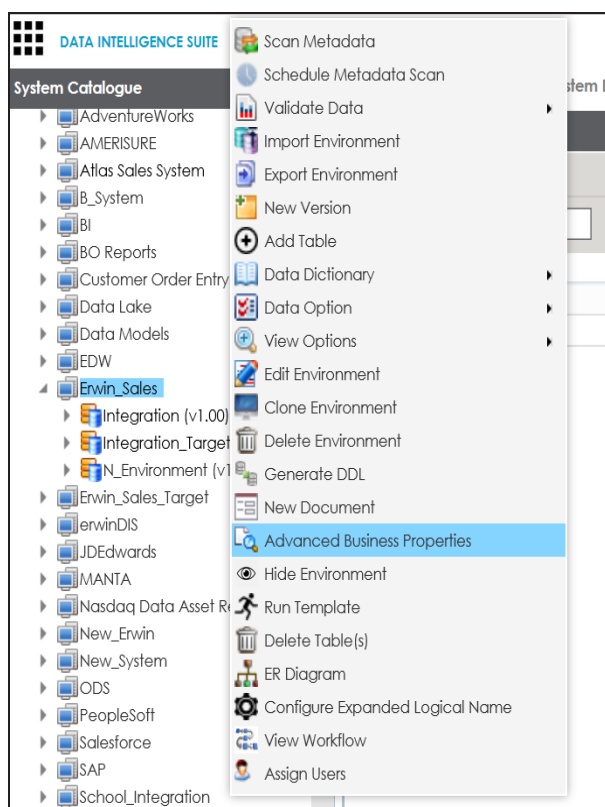 DATA INTELLIGENCE SUITE
System Catalogue
AdventureWorks
AMERISURE
Atlas Sales System
B_System
BI
BO Reports
Customer Order Entry
Data Lake
Data Models
EDW
Erwin_Sales
Integration (v1.00)
Integration_Target
N_Environment (v1
Erwin_Sales_Target
erwinDIS
JDEdwards
MANTA
Nasdaq Data Asset Re
New_Erwin
New_System
ODS
PeopleSoft
Salesforce
SAP
School_Integration
Scan Metadata
Schedule Metadata Scan
Validate Data
Import Environment
Export Environment
New Version
Add Table
Data Dictionary
Data Option
View Options
Edit Environment
Clone Environment
Delete Environment
Generate DDL
New Document
Advanced Business Properties
Hide Environment
Run Template
Delete Table(s)
ER Diagram
Configure Expanded Logical Name
View Workflow
Assign Users
stem